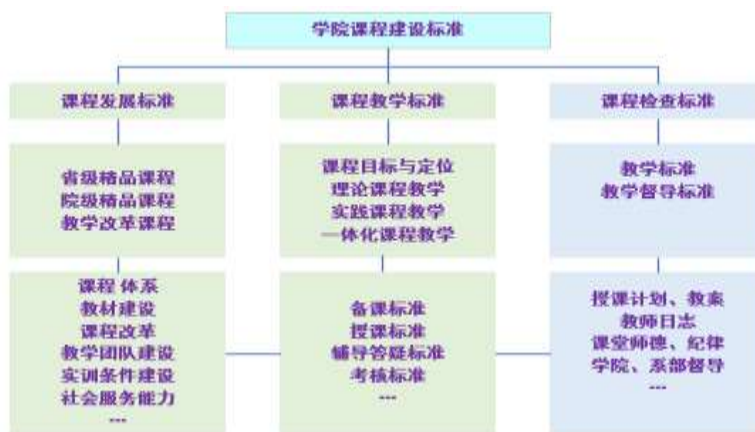 学院课程建设标准
课程发展标准
课程教学标准
课程检查标准
省级精品课程
院级精品课程
教学改革课程
课程目标与定位
理论课程教学
实践课程教学
一体化课程教学
教学标准
教学督导标准
课程 体系
教材建设
课程改革
教学团队建设
实训条件建设
社会服务能力
---
备课标准
授课标准
辅导答疑标准
考核标准
---
授课计划、教案
教师日志
课堂师德、纪律
学院、系部督导
---